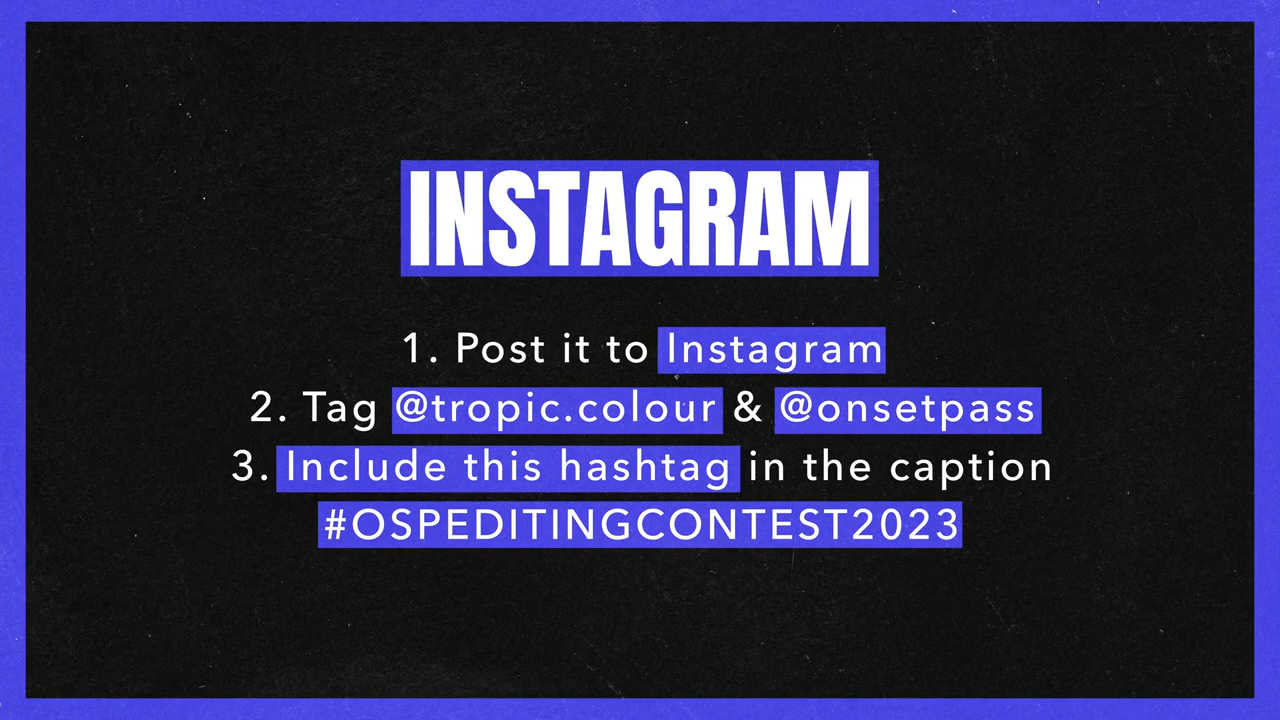 INSTAGRAM
1. Post it to Instagram
2. Tag @tropic.colour & @onsetpass
3. Include this hashtag in the caption
#OSPEDITINGCONTEST2023